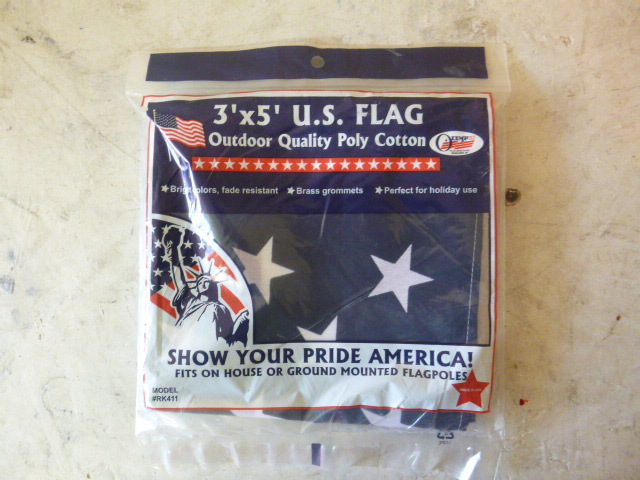 3'x5' U.S. FLAG
Outdoor Quality Poly Cotton
Bright colors, fade resistant
Brass grommets
Perfect for holiday use
SHOW YOUR PRIDE AMERICA!
FITS ON HOUSE OR GROUND MOUNTED FLAGPOLES
MODEL
#RK411